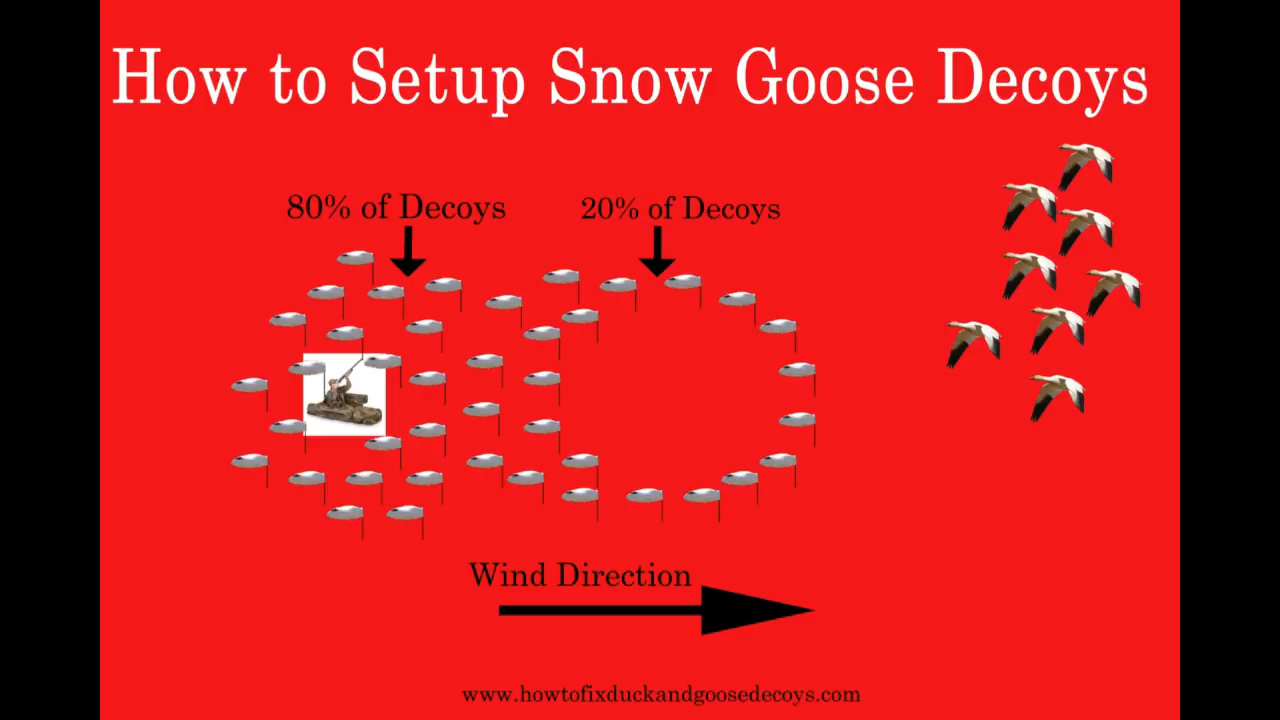 How to Setup Snow Goose Decoys
80% of Decoys
20% of Decoys
Wind Direction
www.howtofixduckandgoosedecoys.com